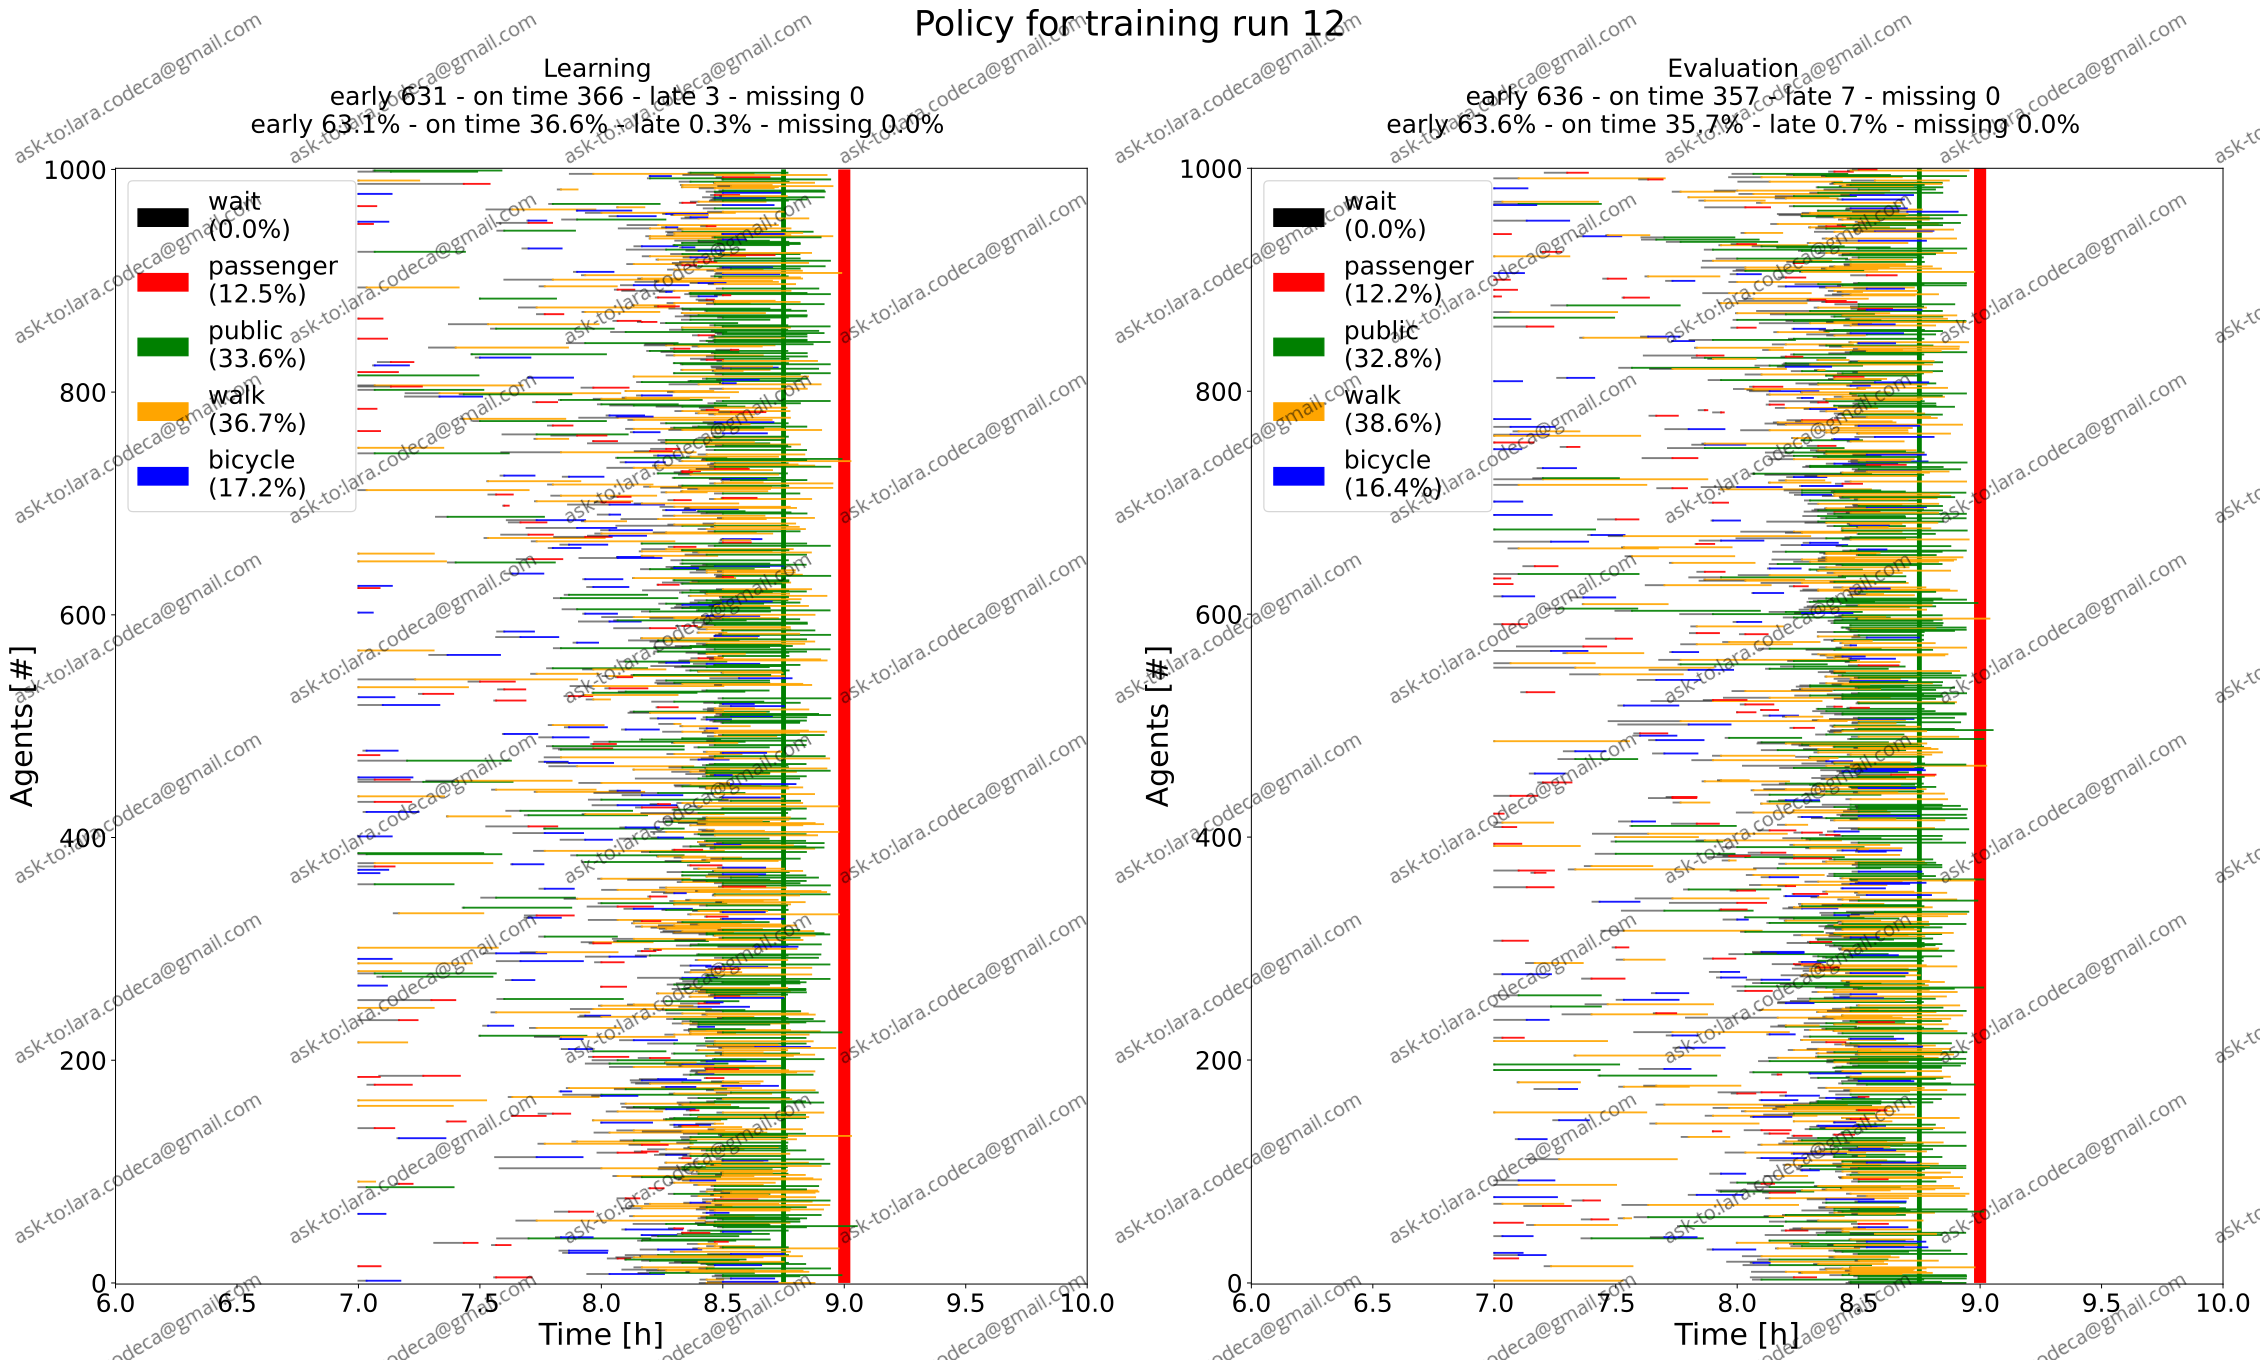 Policy for training run 12
Learning
early 631 - on time 366 - late 3 - missing 0
early 63.1% - on time 36.6% - late 0.3% - missing 0.0%
1000
800
600
400
200
0
Agents [#]
wait
(0.0%)
passenger
(12.5%)
public
(33.6%)
walk
(36.7%)
bicycle
(17.2%)
6.0 6.5 7.0 7.5 8.0 8.5 9.0 9.5 10.0
Time [h]
Evaluation
early 636 - on time 357 - late 7 - missing 0
early 63.6% - on time 35.7% - late 0.7% - missing 0.0%
1000
800
600
400
200
0
Agents [#]
wait
(0.0%)
passenger
(12.2%)
public
(32.8%)
walk
(38.6%)
bicycle
(16.4%)
6.0 6.5 7.0 7.5 8.0 8.5 9.0 9.5 10.0
Time [h]
ask-to:lara.codeca@gmail.com